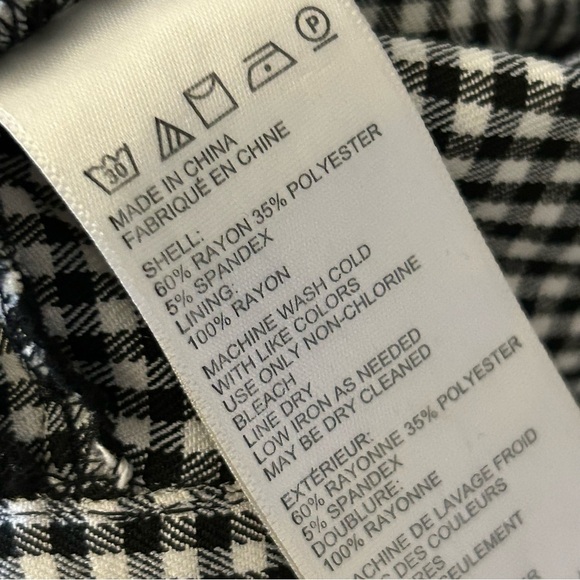 30
P
MADE IN CHINA
FABRIQUÉ EN CHINE
SHELL:
60% RAYON 35% POLYESTER
5% SPANDEX
LINING:
100% RAYON
MACHINE WASH COLD
WITH LIKE COLORS
USE ONLY NON-CHLORINE
BLEACH
LINE DRY
LOW IRON AS NEEDED
MAY BE DRY CLEANED
EXTÉRIEUR:
60% RAYONNE 35% POLYESTER
5% SPANDEX
DOUBLURE:
100% RAYONNE
MACHINE DE LAVAGE FROID
DES COULEURS
SEULEMENT